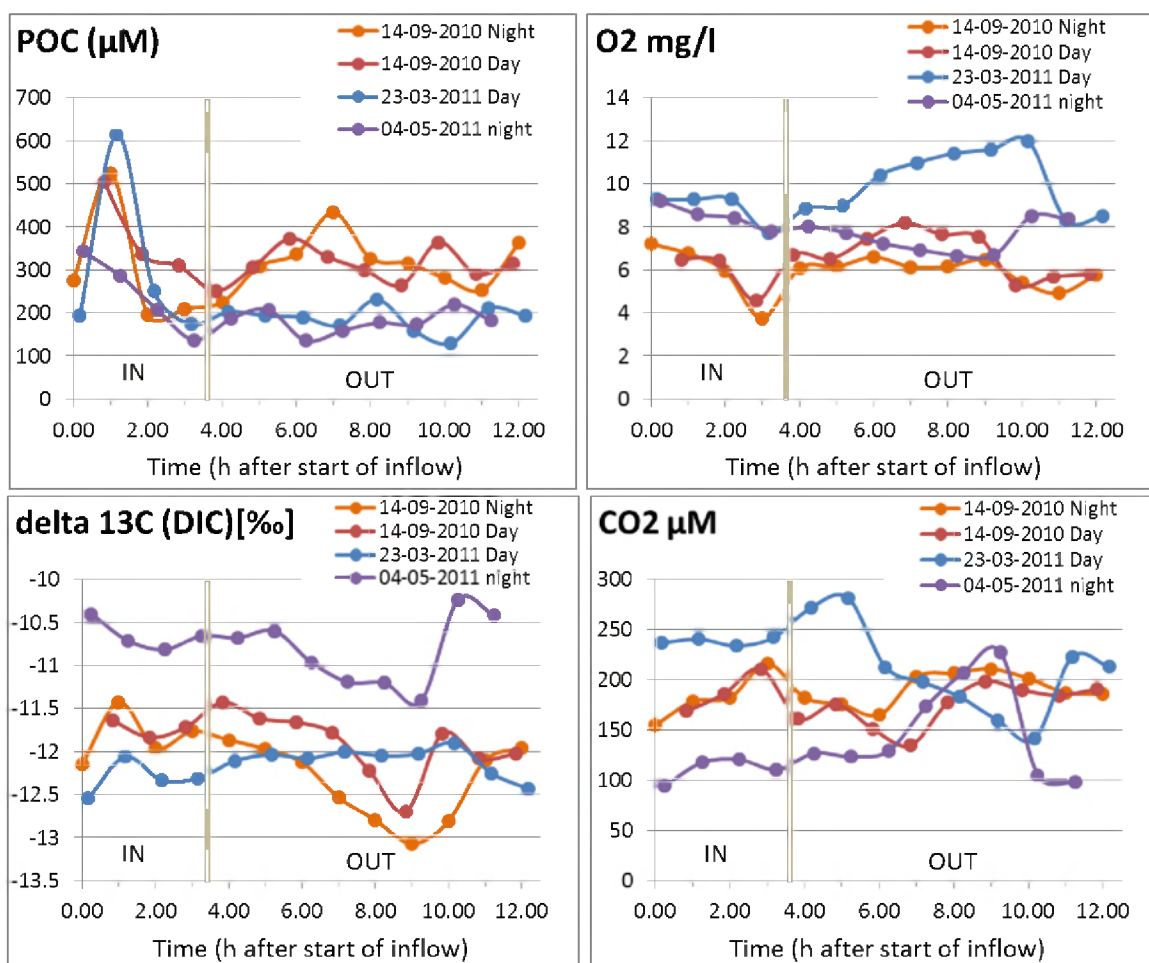 POC (µM)
14-09-2010 Night
14-09-2010 Day
23-03-2011 Day
04-05-2011 night
700
600
500
400
300
200
100
0
IN
OUT
0.00 2.00 4.00 6.00 8.00 10.00 12.00
Time (h after start of inflow)
O2 mg/l
14-09-2010 Night
14-09-2010 Day
23-03-2011 Day
04-05-2011 night
14
12
10
8
6
4
2
0
IN
OUT
0.00 2.00 4.00 6.00 8.00 10.00 12.00
Time (h after start of inflow)
delta 13C (DIC)[‰]
14-09-2010 Night
14-09-2010 Day
23-03-2011 Day
04-05-2011 night
-10
-10.5
-11
-11.5
-12
-12.5
-13
-13.5
IN
OUT
0.00 2.00 4.00 6.00 8.00 10.00 12.00
Time (h after start of inflow)
CO2 µM
14-09-2010 Night
14-09-2010 Day
23-03-2011 Day
04-05-2011 night
300
250
200
150
100
50
0
IN
OUT
0.00 2.00 4.00 6.00 8.00 10.00 12.00
Time (h after start of inflow)